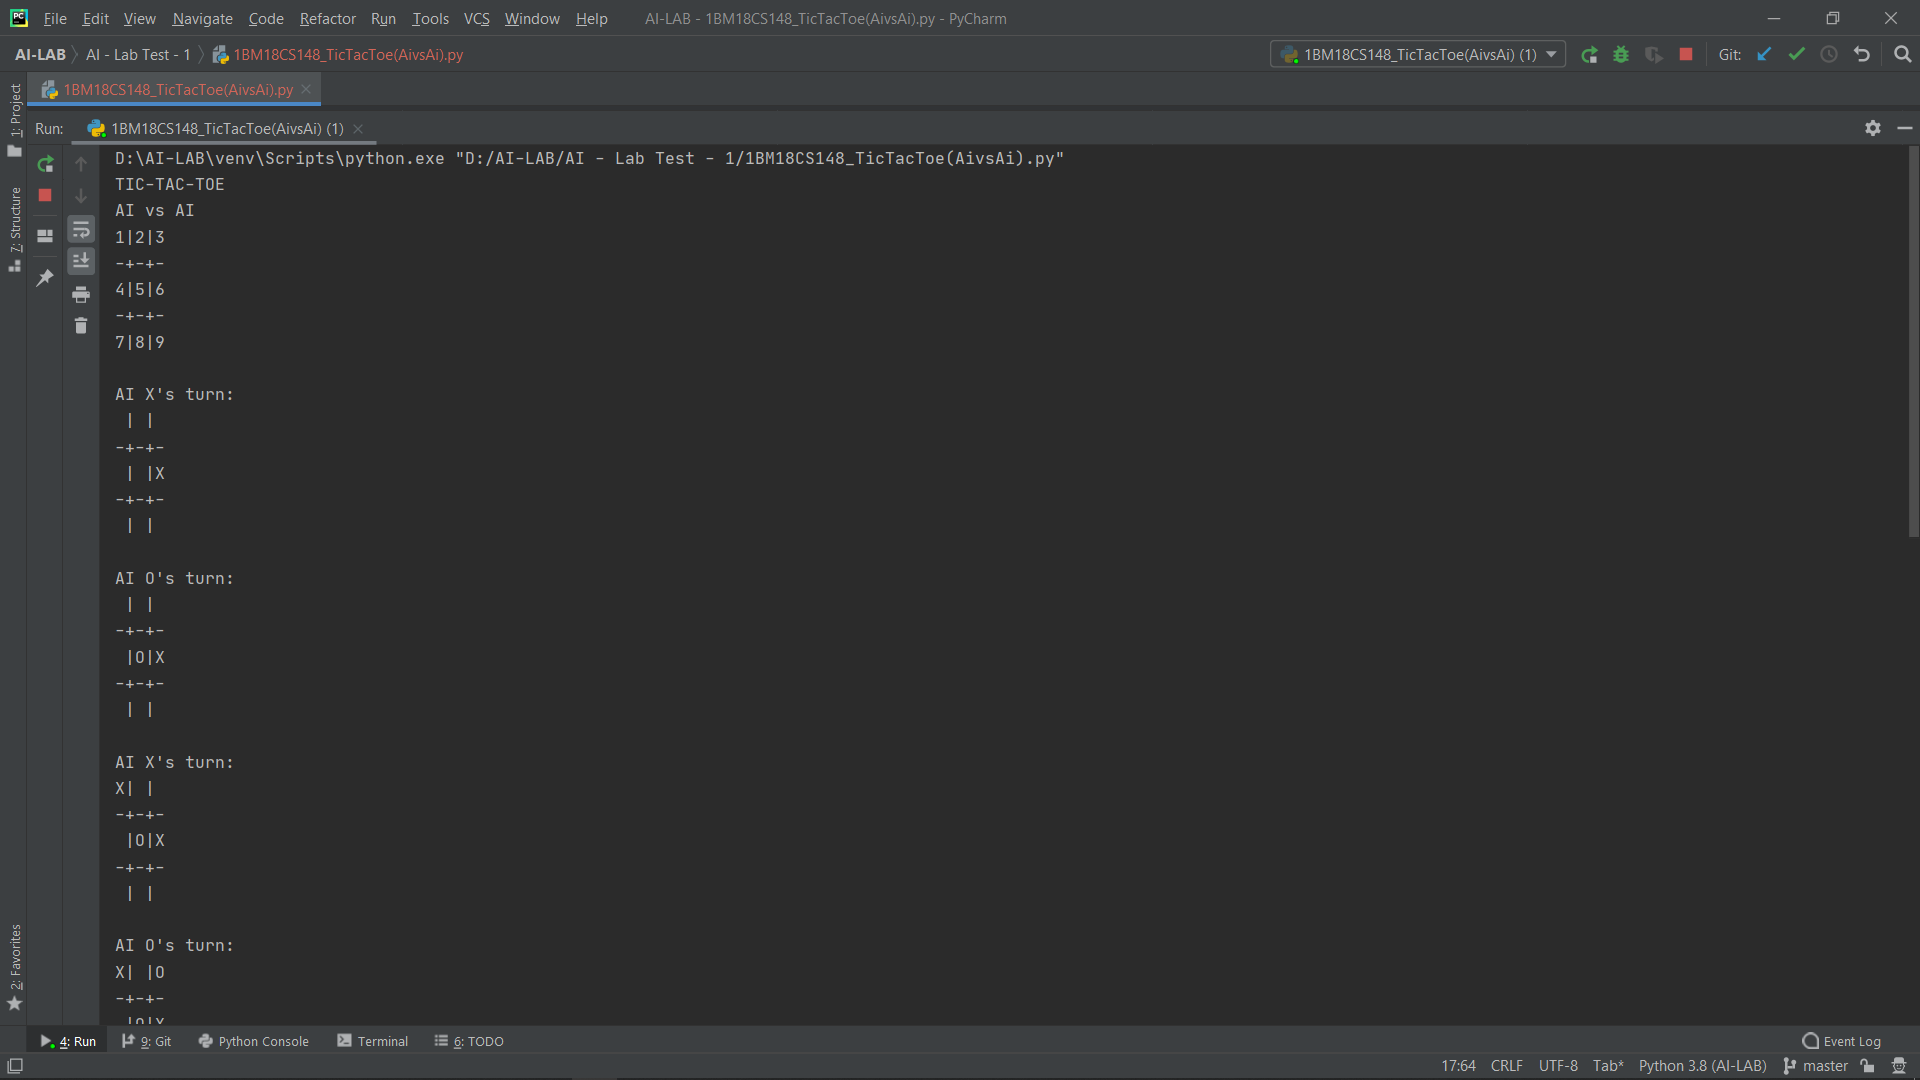 PC File Edit View Navigate Code Refactor Run Tools VCS Window Help AI-LAB - 1BM18CS148_TicTacToe(AivsAi).py - PyCharm
AI-LAB AI - Lab Test - 1 1BM18CS148_TicTacToe(AivsAi).py 1BM18CS148_TicTacToe(AivsAi) (1) Git:
1BM18CS148_TicTacToe(AivsAi).py
1: Project
7: Structure
2: Favorites
Run: 1BM18CS148_TicTacToe(AivsAi) (1)
D:\AI-LAB\venv\Scripts\python.exe "D:/AI-LAB/AI - Lab Test - 1/1BM18CS148_TicTacToe(AivsAi).py"
TIC-TAC-TOE
AI vs AI
1|2|3
-+-+-
4|5|6
-+-+-
7|8|9

AI X's turn:
 | |
-+-+-
 | |X
-+-+-
 | |

AI O's turn:
 | |
-+-+-
 |O|X
-+-+-
 | |

AI X's turn:
X| |
-+-+-
 |O|X
-+-+-
 | |

AI O's turn:
X| |O
-+-+-
 |O|X
4: Run 9: Git Python Console Terminal 6: TODO Event Log
17:64 CRLF UTF-8 Tab* Python 3.8 (AI-LAB) master